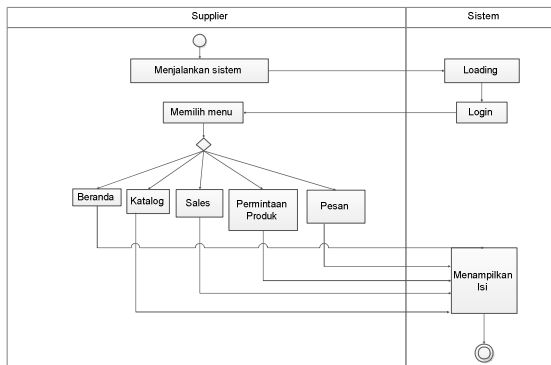 Supplier
Sistem
Menjalankan sistem
Loading
Memilih menu
Login
Beranda
Katalog
Sales
Permintaan
Produk
Pesan
Menampilkan
Isi